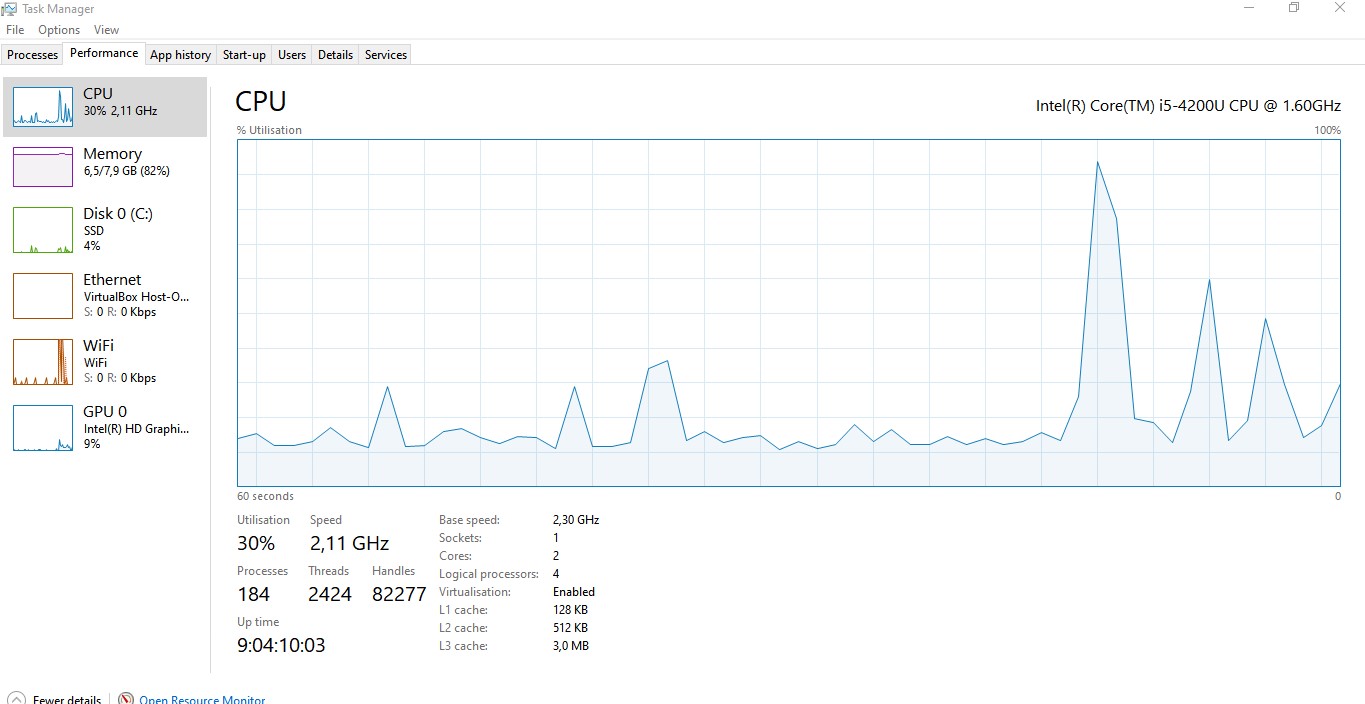 Task Manager
File Options View
Processes Performance App history Start-up Users Details Services
CPU
30% 2,11 GHz
Memory
6,5/7,9 GB (82%)
Disk 0 (C:)
SSD
4%
Ethernet
VirtualBox Host-O...
S: 0 R: 0 Kbps
WiFi
WiFi
S: 0 R: 0 Kbps
GPU 0
Intel(R) HD Graphi...
9%
CPU Intel(R) Core(TM) i5-4200U CPU @ 1.60GHz
% Utilisation 100%
60 seconds 0
Utilisation Speed
30% 2,11 GHz
Processes Threads Handles
184 2424 82277
Up time
9:04:10:03
Base speed: 2,30 GHz
Sockets: 1
Cores: 2
Logical processors: 4
Virtualisation: Enabled
L1 cache: 128 KB
L2 cache: 512 KB
L3 cache: 3,0 MB
Fewer details Open Resource Monitor